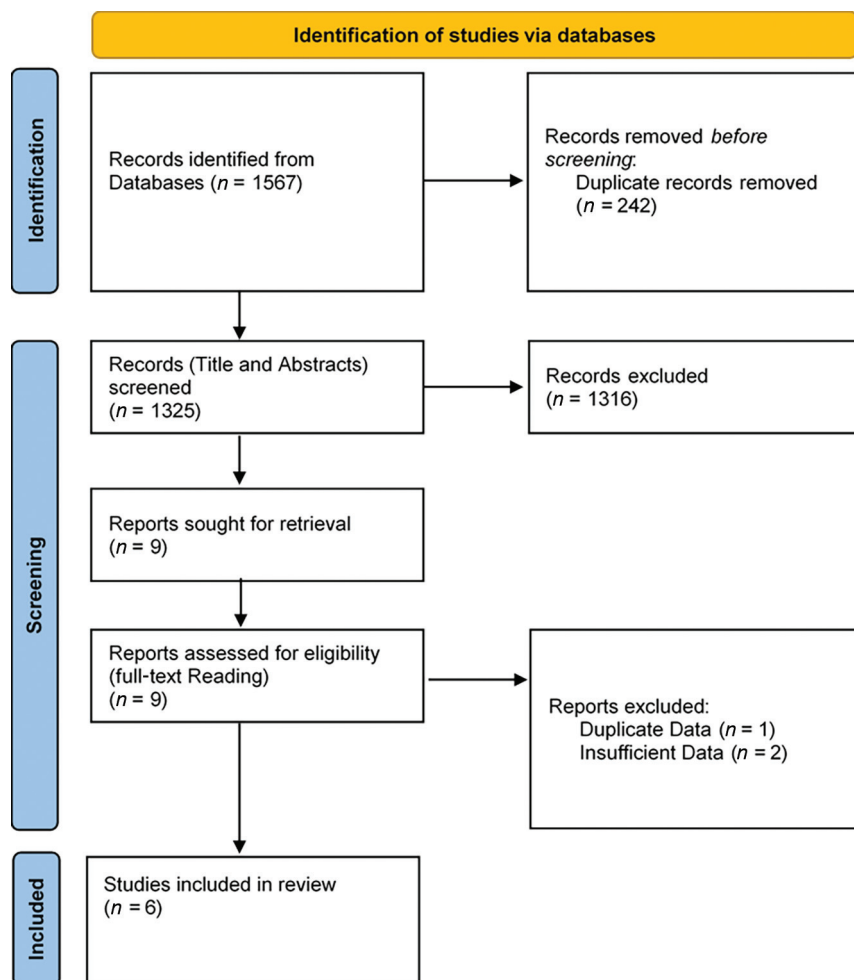 Identification of studies via databases
Identification
Records identified from
Databases (n = 1567)
Records removed before
screening:
Duplicate records removed
(n = 242)
Screening
Records (Title and Abstracts)
screened
(n = 1325)
Records excluded
(n = 1316)
Reports sought for retrieval
(n = 9)
Reports assessed for eligibility
(full-text Reading)
(n = 9)
Reports excluded:
Duplicate Data (n = 1)
Insufficient Data (n = 2)
Included
Studies included in review
(n = 6)